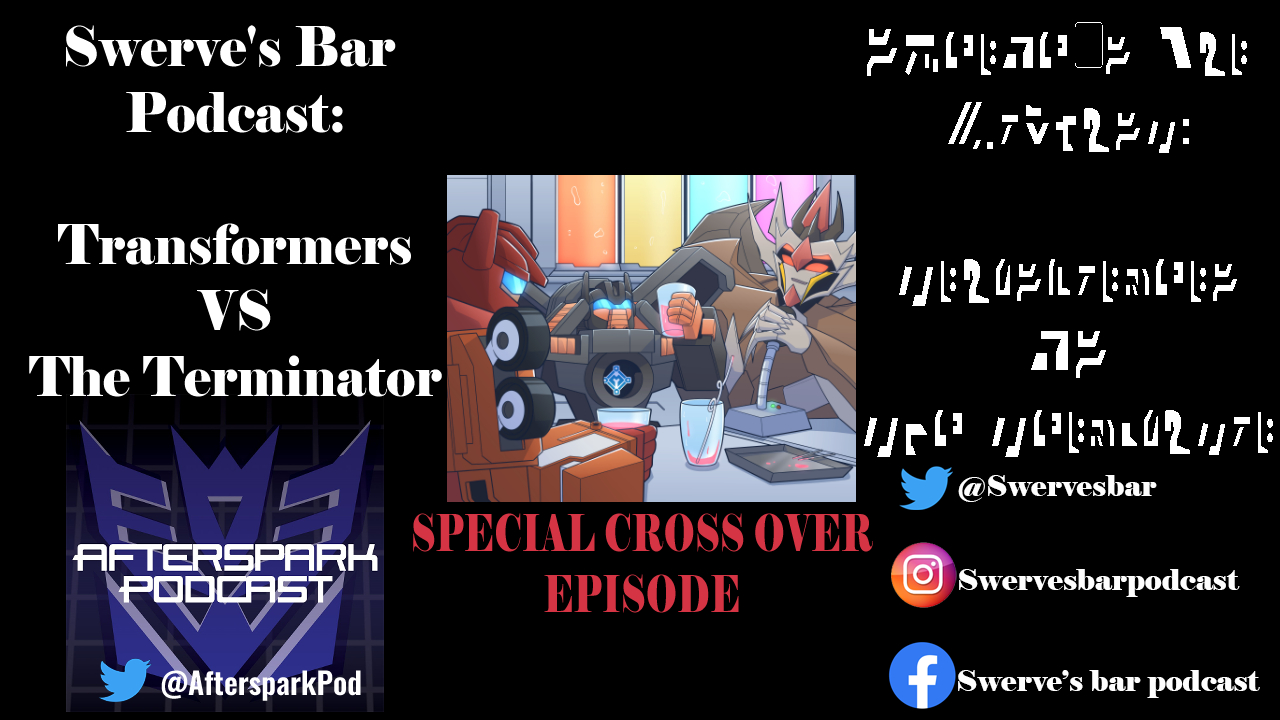 Swerve's Bar
Podcast:
Transformers
VS
The Terminator
AFTERSPARK
PODCAST
@AftersparkPod
SPECIAL CROSS OVER
EPISODE
@Swervesbar
Swervesbarpodcast
Swerve’s bar podcast